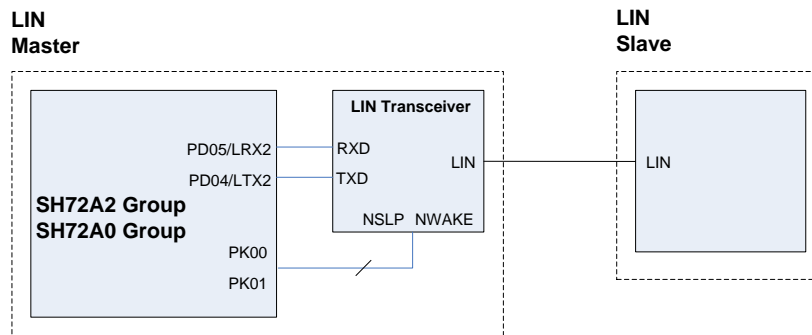 LIN
Master
LIN
Slave
LIN Transceiver
PD05/LRX2
RXD
LIN
LIN
PD04/LTX2
TXD
SH72A2 Group
SH72A0 Group
NSLP NWAKE
PK00
PK01